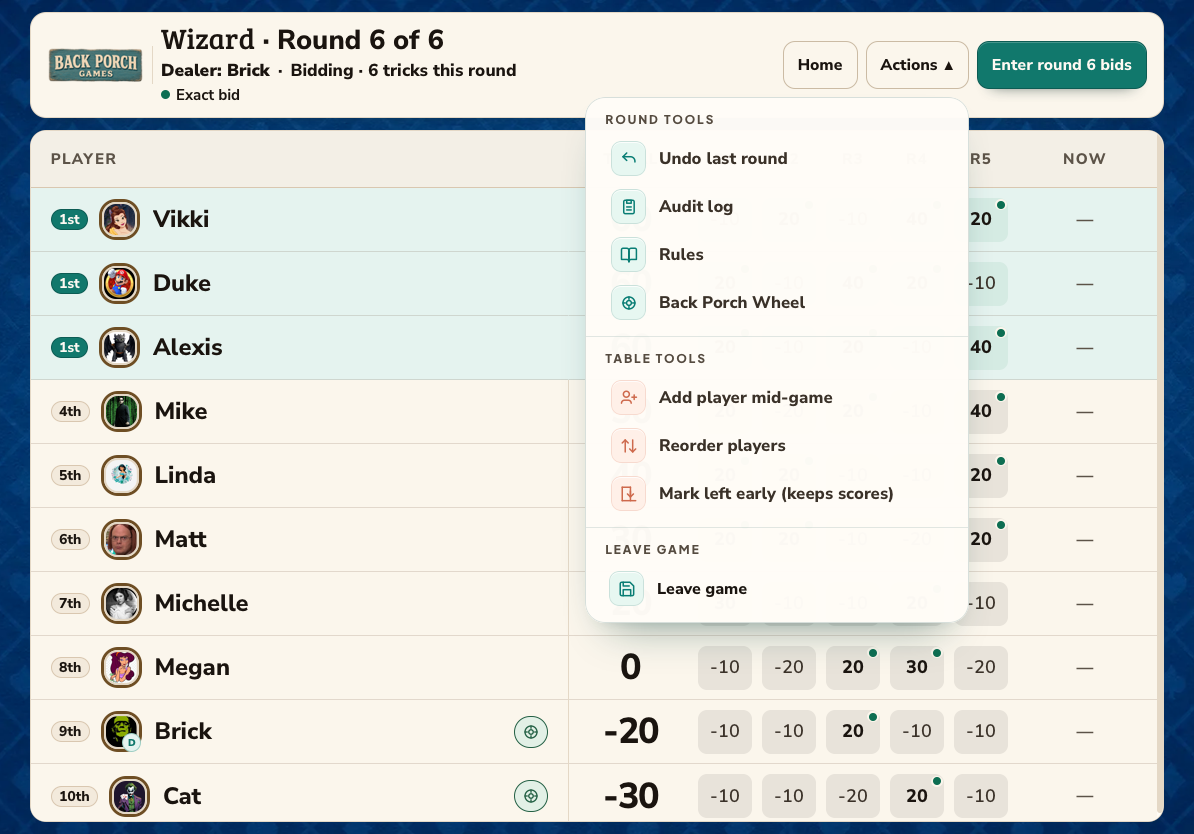 BACK PORCH
GAMES
Wizard · Round 6 of 6
Dealer: Brick · Bidding · 6 tricks this round
Exact bid
Home
Actions ▲
Enter round 6 bids
PLAYER
R5
NOW
ROUND TOOLS
Undo last round
Audit log
Rules
Back Porch Wheel
TABLE TOOLS
Add player mid-game
Reorder players
Mark left early (keeps scores)
LEAVE GAME
Leave game
1st Vikki 20 —
1st Duke -10 —
1st Alexis 40 —
4th Mike 40 —
5th Linda 20 —
6th Matt 20 —
7th Michelle -10 —
8th Megan 0 -10 -20 20 30 -20 —
9th D Brick -20 -10 -10 20 -10 -10 —
10th Cat -30 -10 -10 -20 20 -10 —